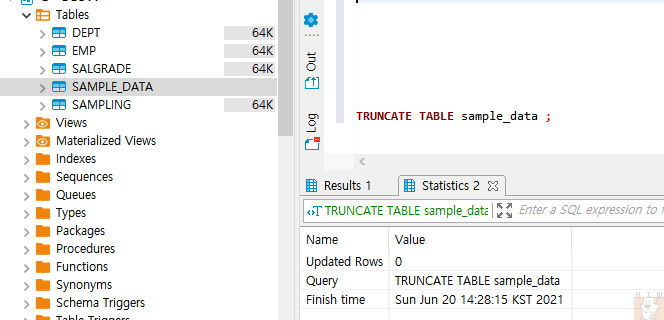 Tables
DEPT 64K
EMP 64K
SALGRADE 64K
SAMPLE_DATA
SAMPLING 64K
Views
Materialized Views
Indexes
Sequences
Queues
Types
Packages
Procedures
Functions
Synonyms
Schema Triggers
Table Triggers
Out
Log
TRUNCATE TABLE sample_data ;
Results 1
Statistics 2
TRUNCATE TABLE sample_data
Enter a SQL expression to
Name Value
Updated Rows 0
Query TRUNCATE TABLE sample_data
Finish time Sun Jun 20 14:28:15 KST 2021